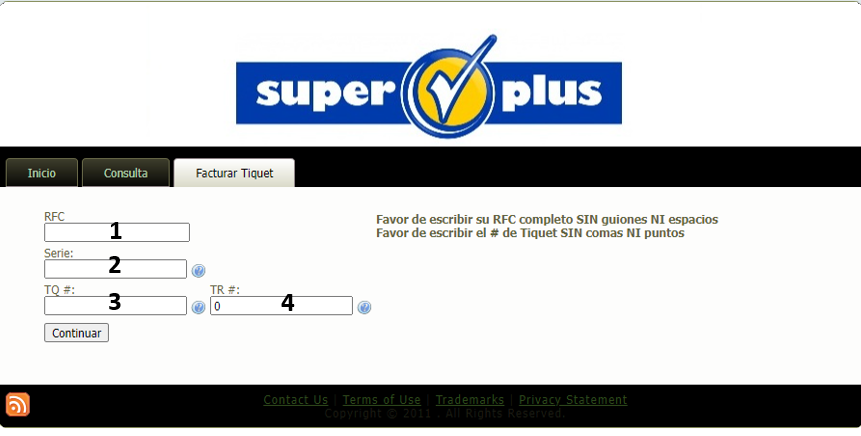 super plus
Inicio Consulta Facturar Tiquet
RFC
1
Favor de escribir su RFC completo SIN guiones NI espacios
Favor de escribir el # de Tiquet SIN comas NI puntos
Serie:
2
TQ #: TR #:
3 0 4
Continuar
Contact Us | Terms of Use | Trademarks | Privacy Statement
Copyright © 2011 . All Rights Reserved.